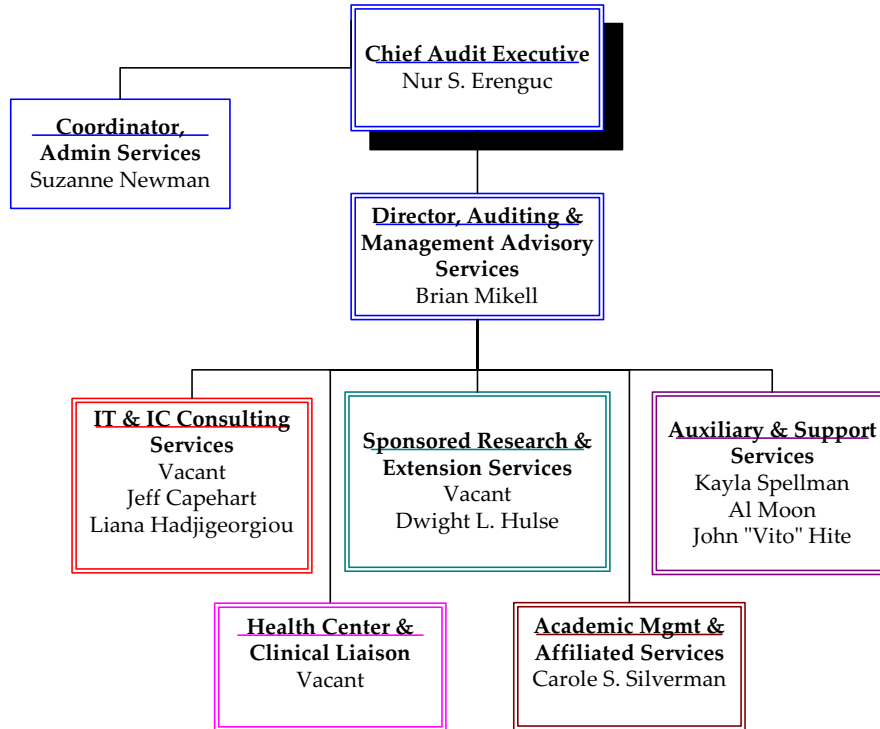 Chief Audit Executive
Nur S. Erenguc
Coordinator,
Admin Services
Suzanne Newman
Director, Auditing &
Management Advisory
Services
Brian Mikell
IT & IC Consulting
Services
Vacant
Jeff Capehart
Liana Hadjigeorgiou
Sponsored Research &
Extension Services
Vacant
Dwight L. Hulse
Auxiliary & Support
Services
Kayla Spellman
Al Moon
John "Vito" Hite
Health Center &
Clinical Liaison
Vacant
Academic Mgmt &
Affiliated Services
Carole S. Silverman